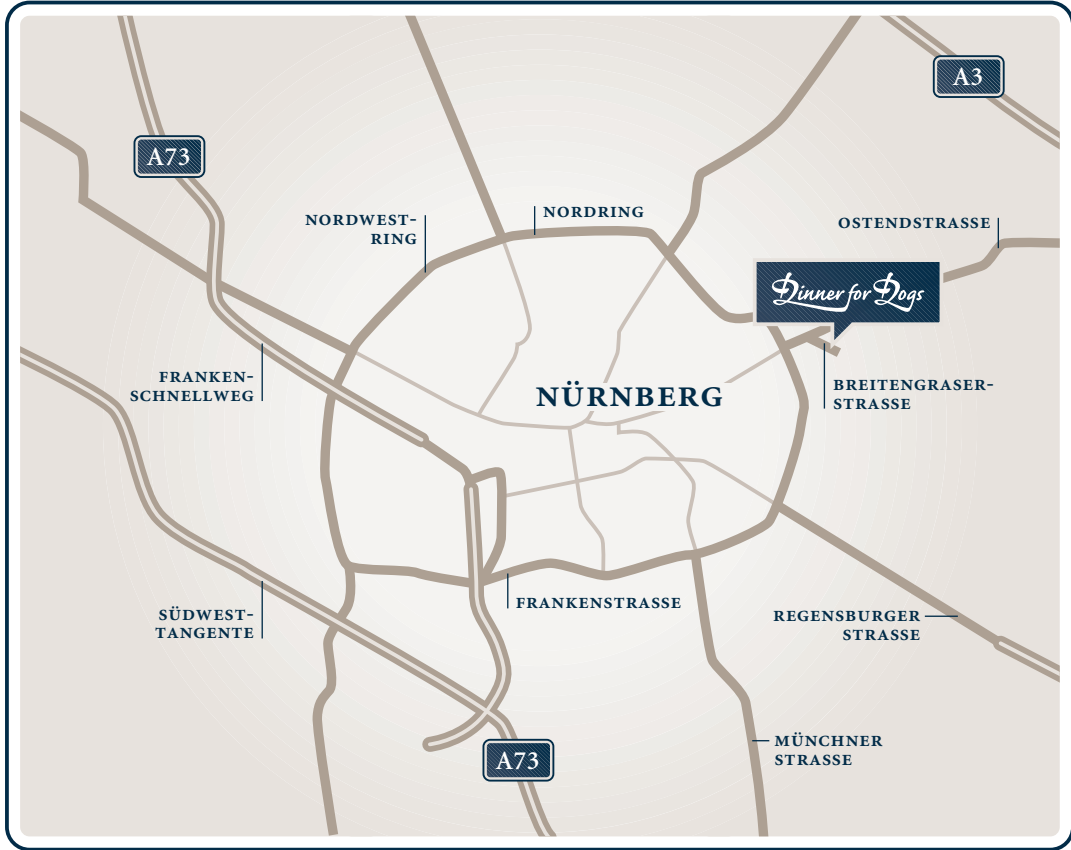 A3
A73
NORDWEST-
RING
NORDRING
OSTENDSTRASSE
Dinner for Dogs
FRANKEN-
SCHNELLWEG
NÜRNBERG
BREITENGRASER-
STRASSE
SÜDWEST-
TANGENTE
FRANKENSTRASSE
REGENSBURGER
STRASSE
A73
MÜNCHNER
STRASSE